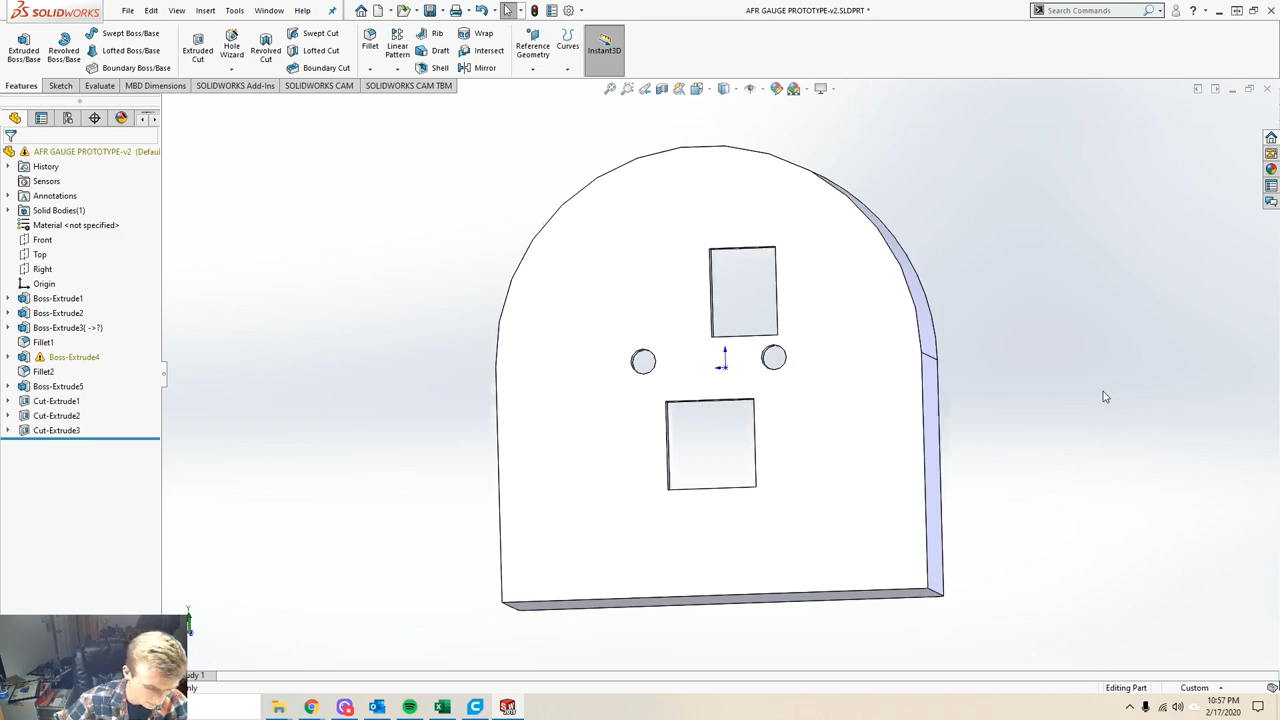 SOLIDWORKS
File Edit View Insert Tools Window Help
AFR GAUGE PROTOTYPE-v2.SLDPRT *
Search Commands
Extruded Boss/Base
Revolved Boss/Base
Swept Boss/Base
Lofted Boss/Base
Boundary Boss/Base
Extruded Cut
Hole Wizard
Revolved Cut
Swept Cut
Lofted Cut
Boundary Cut
Fillet
Linear Pattern
Rib
Draft
Shell
Wrap
Intersect
Mirror
Reference Geometry
Curves
Instant3D
Features Sketch Evaluate MBD Dimensions SOLIDWORKS Add-Ins SOLIDWORKS CAM SOLIDWORKS CAM TBM
AFR GAUGE PROTOTYPE-v2 (Defau
History
Sensors
Annotations
Solid Bodies(1)
Material <not specified>
Front
Top
Right
Origin
Boss-Extrude1
Boss-Extrude2
Boss-Extrude3{ ->?}
Fillet1
Boss-Extrude4
Fillet2
Boss-Extrude5
Cut-Extrude1
Cut-Extrude2
Cut-Extrude3
Y
udy 1
nly
Editing Part
Custom
10:57 PM
2/17/2020